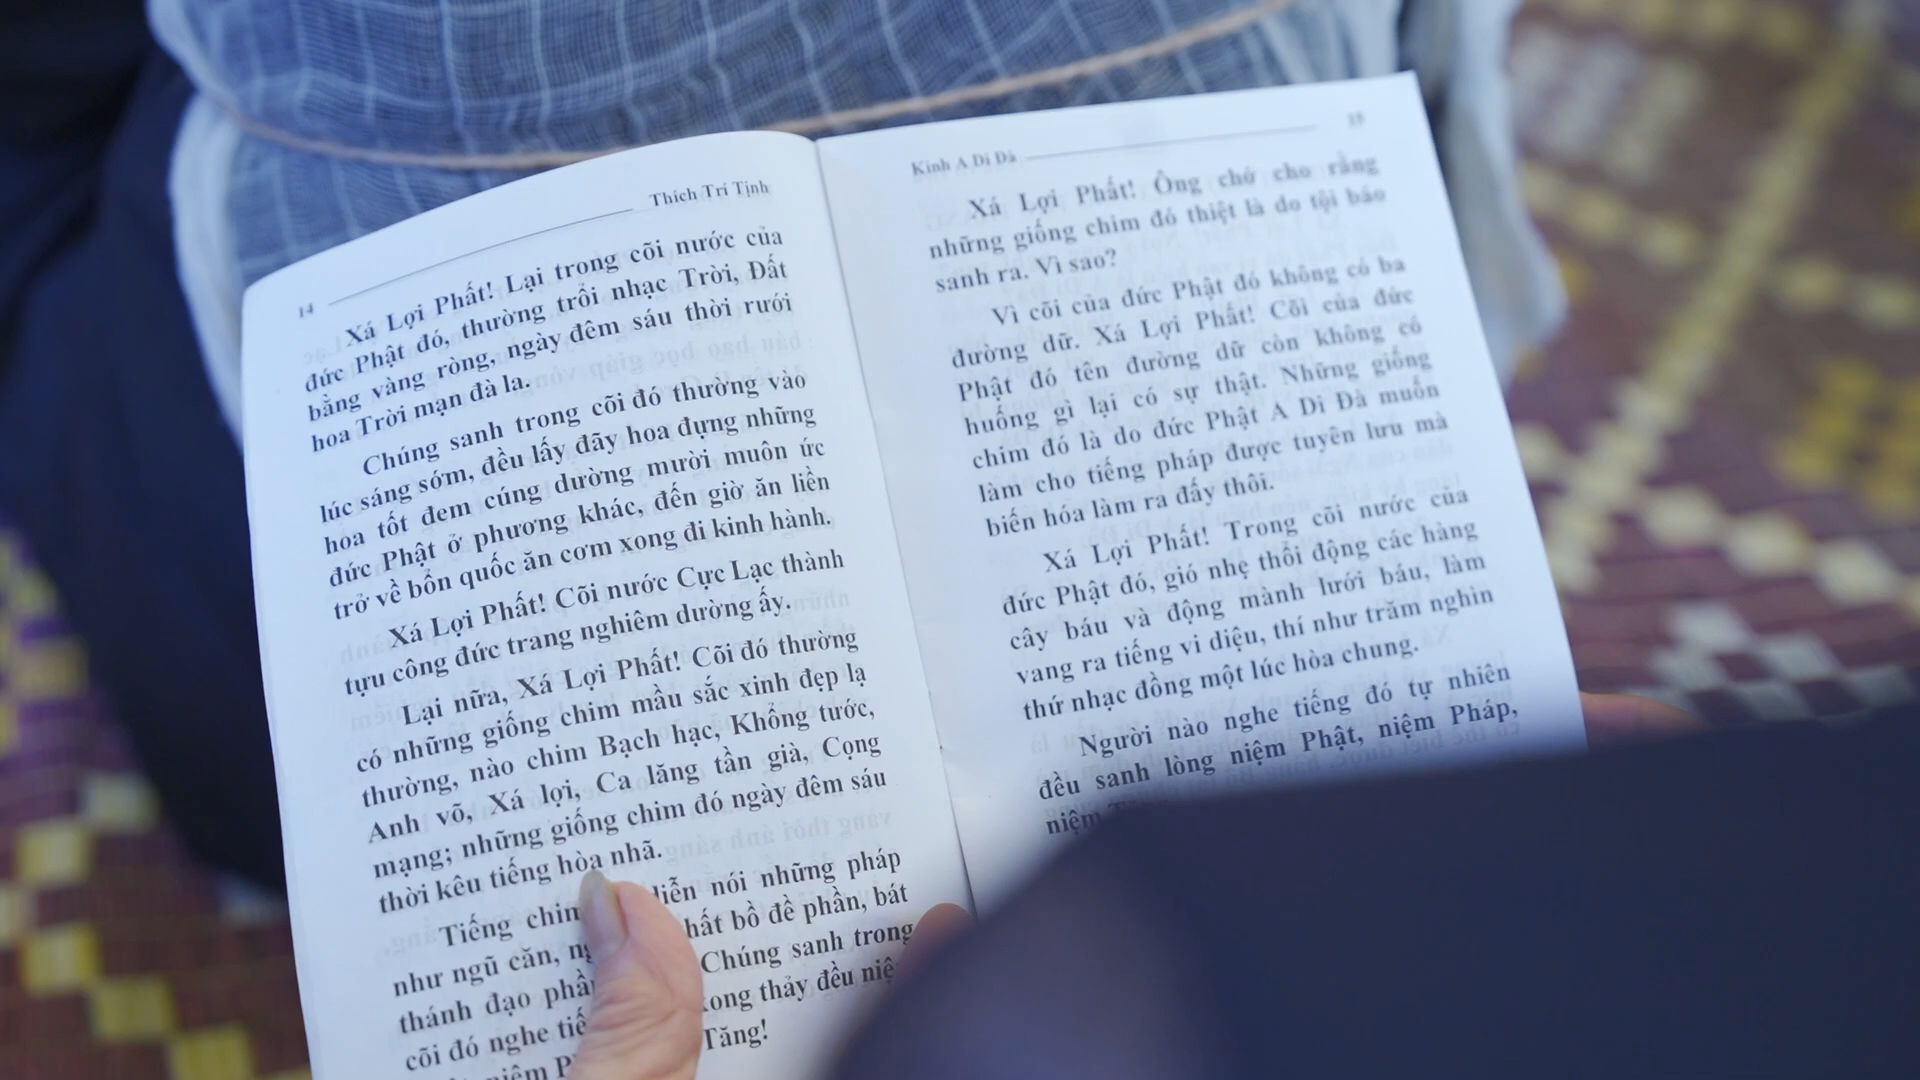 Thích Trí Tịnh
14
Xá Lợi Phất! Lại trong cõi nước của
đức Phật đó, thường trổi nhạc Trời, Đất
bằng vàng ròng, ngày đêm sáu thời rưới
hoa Trời mạn đà la.
Chúng sanh trong cõi đó thường vào
lúc sáng sớm, đều lấy đãy hoa đựng những
hoa tốt đem cúng dường mười muôn ức
đức Phật ở phương khác, đến giờ ăn liền
trở về bổn quốc ăn cơm xong đi kinh hành.
Xá Lợi Phất! Cõi nước Cực Lạc thành
tựu công đức trang nghiêm dường ấy.
Lại nữa, Xá Lợi Phất! Cõi đó thường
có những giống chim mầu sắc xinh đẹp lạ
thường, nào chim Bạch hạc, Khổng tước,
Anh võ, Xá lợi, Ca lăng tần già, Cọng
mạng; những giống chim đó ngày đêm sáu
thời kêu tiếng hòa nhã.
Tiếng chim diễn nói những pháp
như ngũ căn, hất bồ đề phần, bát
thánh đạo Chúng sanh trong
cõi đó nghe xong thảy đều
niệm Tăng!
Kinh A Di Đà
15
Xá Lợi Phất! Ông chớ cho rằng
những giống chim đó thiệt là do tội báo
sanh ra. Vì sao?
Vì cõi của đức Phật đó không có ba
đường dữ. Xá Lợi Phất! Cõi của đức
Phật đó tên đường dữ còn không có
huống gì lại có sự thật. Những giống
chim đó là do đức Phật A Di Đà muốn
làm cho tiếng pháp được tuyên lưu mà
biến hóa làm ra đấy thôi.
Xá Lợi Phất! Trong cõi nước của
đức Phật đó, gió nhẹ thổi động các hàng
cây báu và động mành lưới báu, làm
vang ra tiếng vi diệu, thí như trăm nghìn
thứ nhạc đồng một lúc hòa chung.
Người nào nghe tiếng đó tự nhiên
đều sanh lòng niệm Phật, niệm Pháp,
niệm